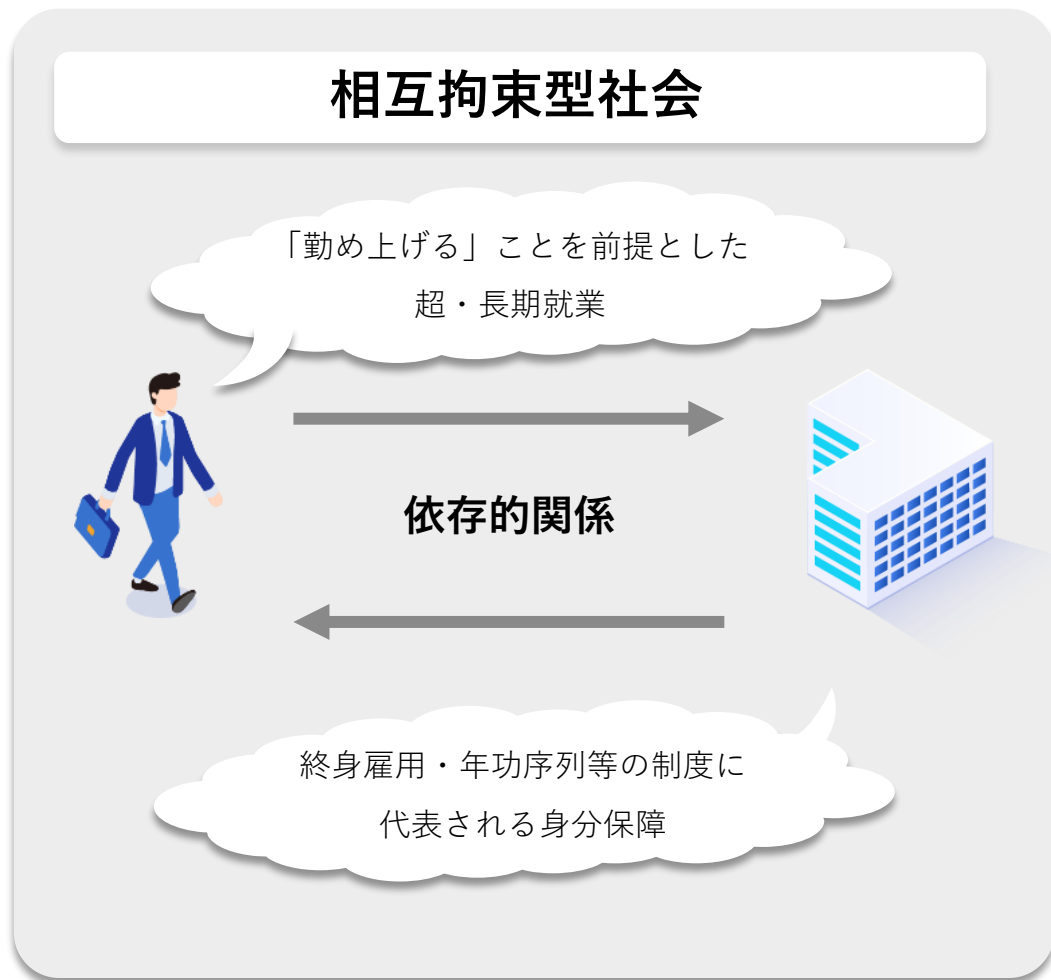 相互拘束型社会
「勤め上げる」ことを前提とした
超・長期就業
依存的関係
終身雇用・年功序列等の制度に
代表される身分保障